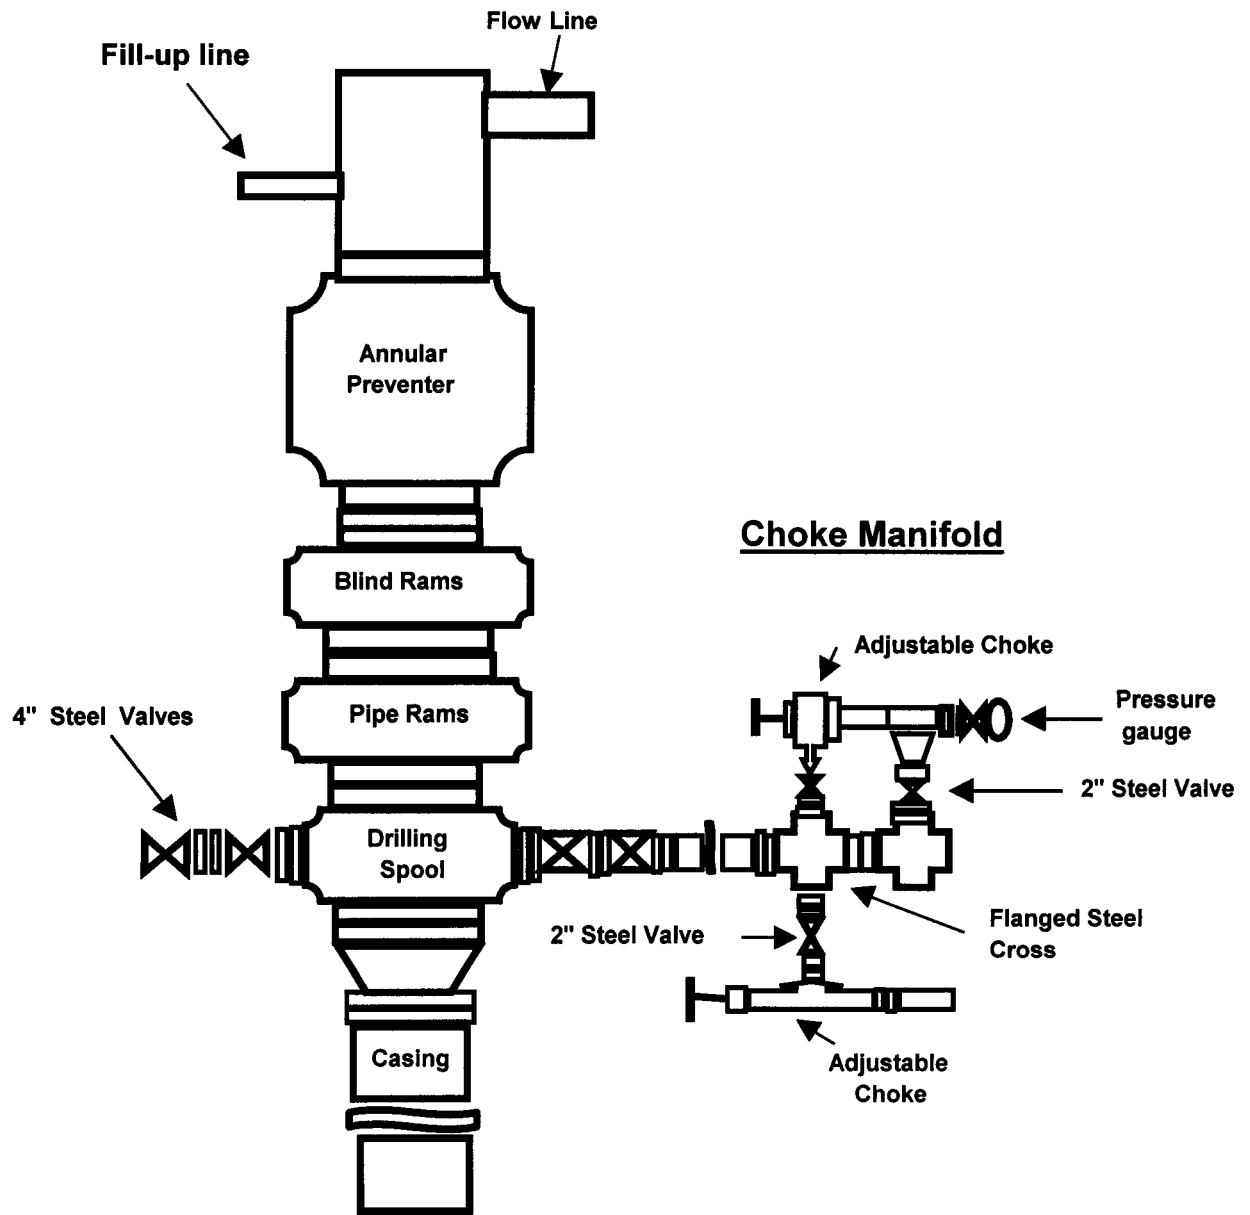 Flow Line
Fill-up line
Annular
Preventer
Choke Manifold
Blind Rams
Adjustable Choke
4" Steel Valves
Pipe Rams
Pressure
gauge
2" Steel Valve
Drilling
Spool
2" Steel Valve
Flanged Steel
Cross
Casing
Adjustable
Choke